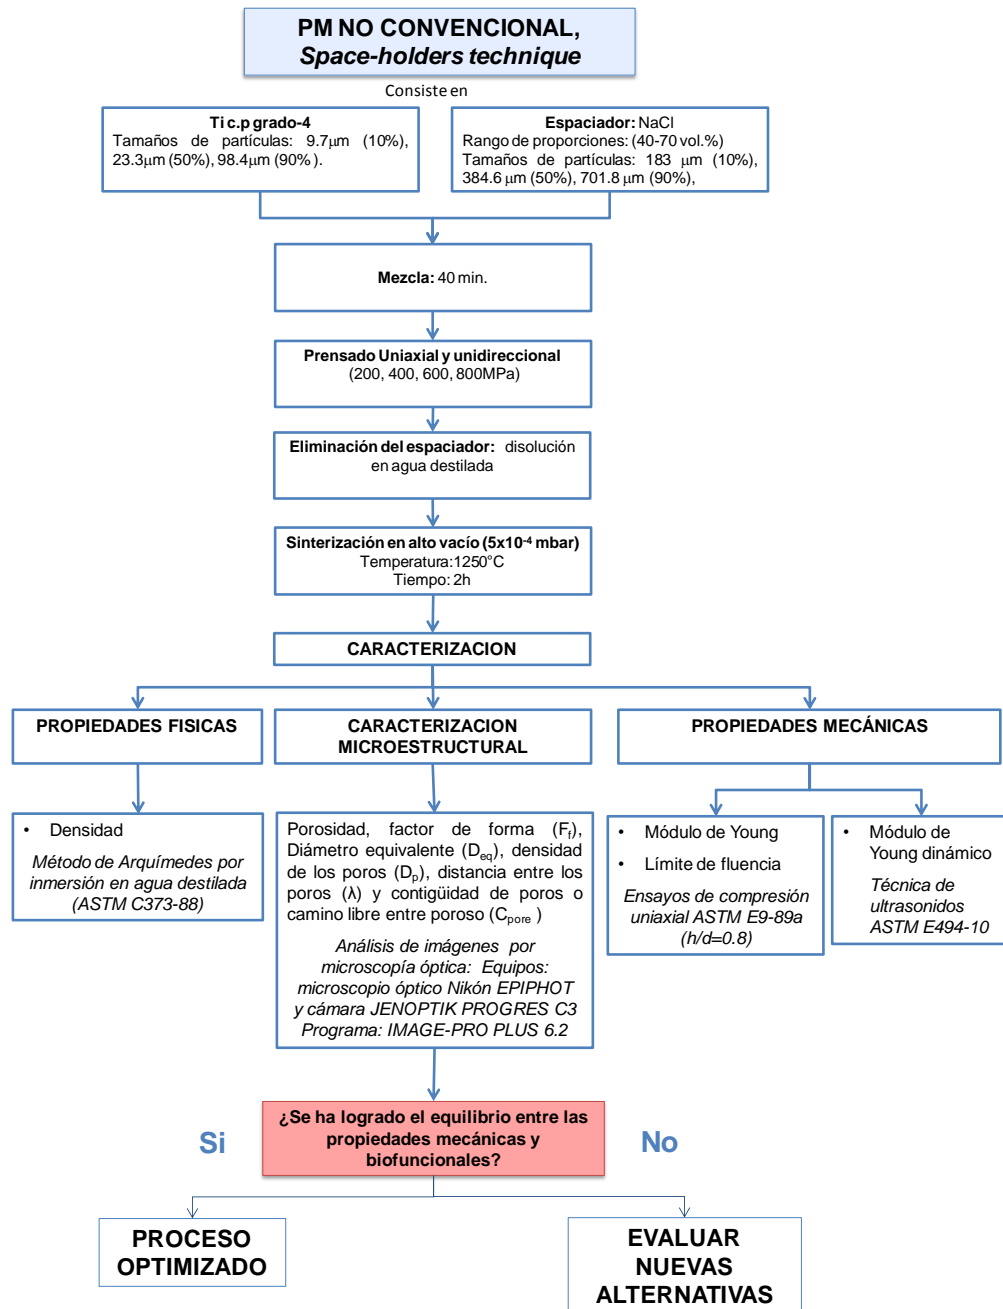 PM NO CONVENCIONAL,
Space-holders technique
Consiste en
Ti c.p grado-4
Tamaños de partículas: 9.7μm (10%),
23.3μm (50%), 98.4μm (90% ).
Espaciador: NaCl
Rango de proporciones: (40-70 vol.%)
Tamaños de partículas: 183 μm (10%),
384.6 μm (50%), 701.8 μm (90%),
Mezcla: 40 min.
Prensado Uniaxial y unidireccional
(200, 400, 600, 800MPa)
Eliminación del espaciador: disolución
en agua destilada
Sinterización en alto vacío (5x10⁻⁴ mbar)
Temperatura:1250°C
Tiempo: 2h
CARACTERIZACION
PROPIEDADES FISICAS
CARACTERIZACION
MICROESTRUCTURAL
PROPIEDADES MECÁNICAS
• Densidad
Método de Arquímedes por
inmersión en agua destilada
(ASTM C373-88)
Porosidad, factor de forma (Ff),
Diámetro equivalente (Deq), densidad
de los poros (Dp), distancia entre los
poros (λ) y contigüidad de poros o
camino libre entre poroso (Cpore )
Análisis de imágenes por
microscopía óptica: Equipos:
microscopio óptico Nikón EPIPHOT
y cámara JENOPTIK PROGRES C3
Programa: IMAGE-PRO PLUS 6.2
• Módulo de Young
• Límite de fluencia
Ensayos de compresión
uniaxial ASTM E9-89a
(h/d=0.8)
• Módulo de
Young dinámico
Técnica de
ultrasonidos
ASTM E494-10
¿Se ha logrado el equilibrio entre las
propiedades mecánicas y
biofuncionales?
Si
No
PROCESO
OPTIMIZADO
EVALUAR
NUEVAS
ALTERNATIVAS